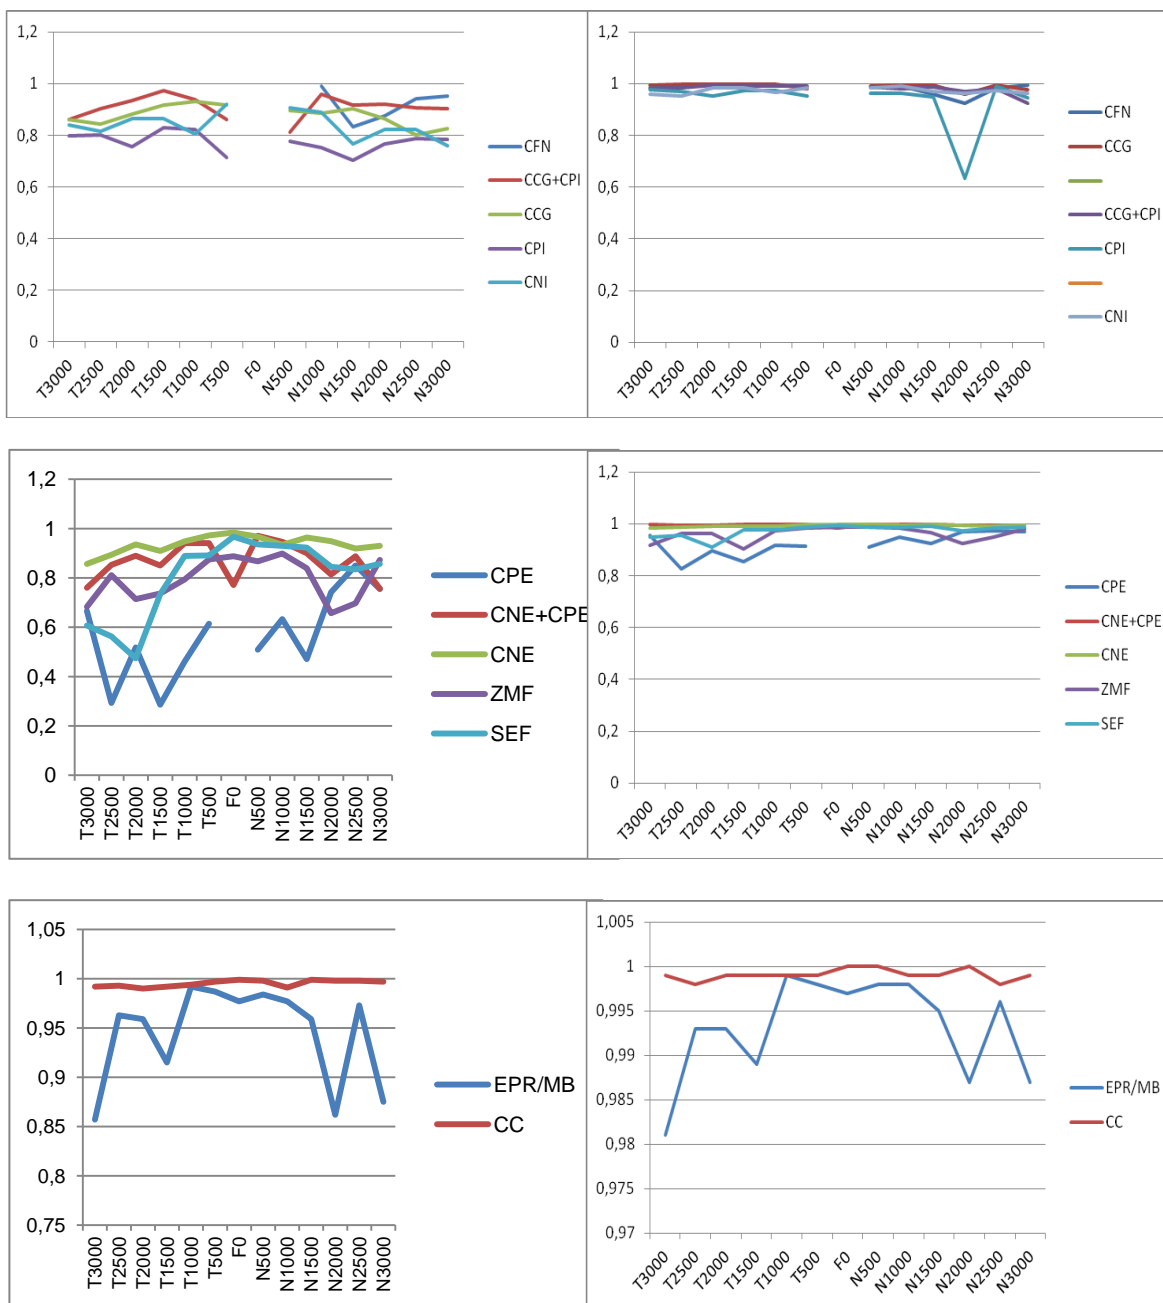 1,2
1
0,8
0,6
0,4
0,2
0
T3000 T2500 T2000 T1500 T1000 T500 F0 N500 N1000 N1500 N2000 N2500 N3000
CFN
CCG+CPI
CCG
CPI
CNI
1,2
1
0,8
0,6
0,4
0,2
0
T3000 T2500 T2000 T1500 T1000 T500 F0 N500 N1000 N1500 N2000 N2500 N3000
CFN
CCG
CCG+CPI
CPI
CNI
1,2
1
0,8
0,6
0,4
0,2
0
T3000 T2500 T2000 T1500 T1000 T500 F0 N500 N1000 N1500 N2000 N2500 N3000
CPE
CNE+CPE
CNE
ZMF
SEF
1,2
1
0,8
0,6
0,4
0,2
0
T3000 T2500 T2000 T1500 T1000 T500 F0 N500 N1000 N1500 N2000 N2500 N3000
CPE
CNE+CPE
CNE
ZMF
SEF
1,05
1
0,95
0,9
0,85
0,8
0,75
T3000 T2500 T2000 T1500 T1000 T500 F0 N500 N1000 N1500 N2000 N2500 N3000
EPR/MB
CC
1,005
1
0,995
0,99
0,985
0,98
0,975
0,97
T3000 T2500 T2000 T1500 T1000 T500 F0 N500 N1000 N1500 N2000 N2500 N3000
EPR/MB
CC